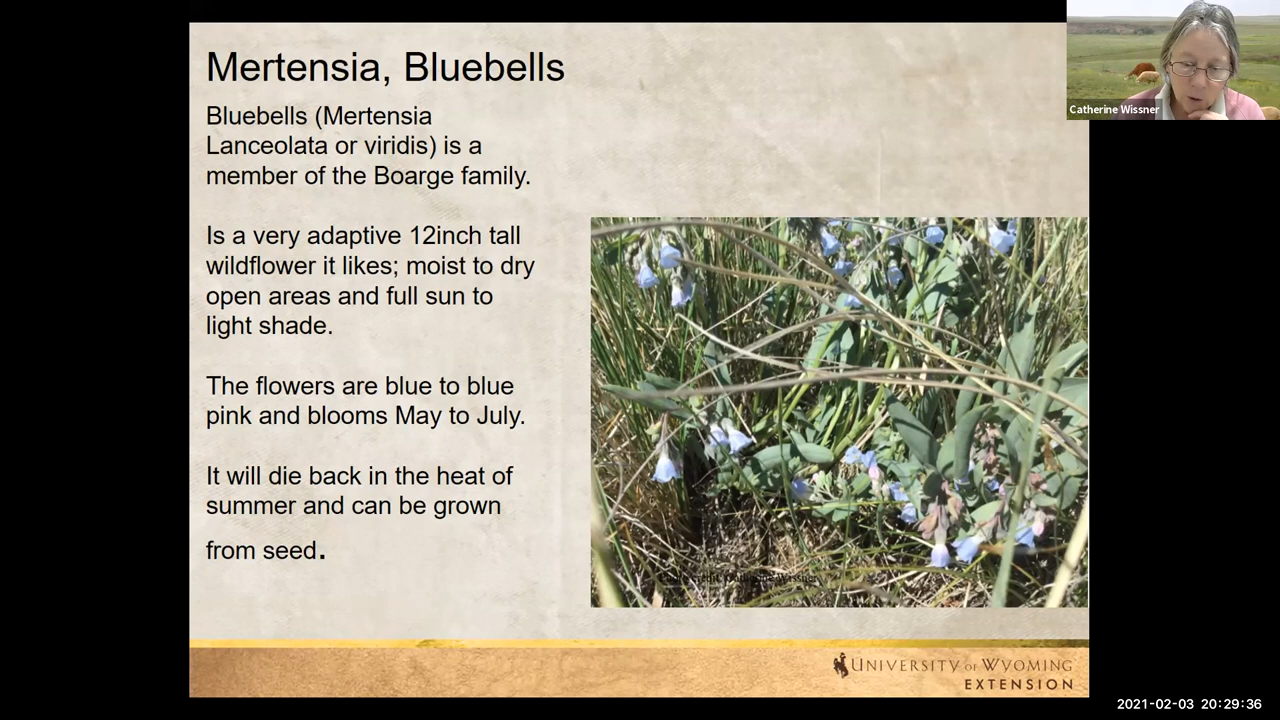 Mertensia, Bluebells
Bluebells (Mertensia
Lanceolata or viridis) is a
member of the Boarge family.
Is a very adaptive 12inch tall
wildflower it likes; moist to dry
open areas and full sun to
light shade.
The flowers are blue to blue
pink and blooms May to July.
It will die back in the heat of
summer and can be grown
from seed.
Catherine Wissner
Catherine Wissner
UNIVERSITY OF WYOMING
EXTENSION
2021-02-03 20:29:36